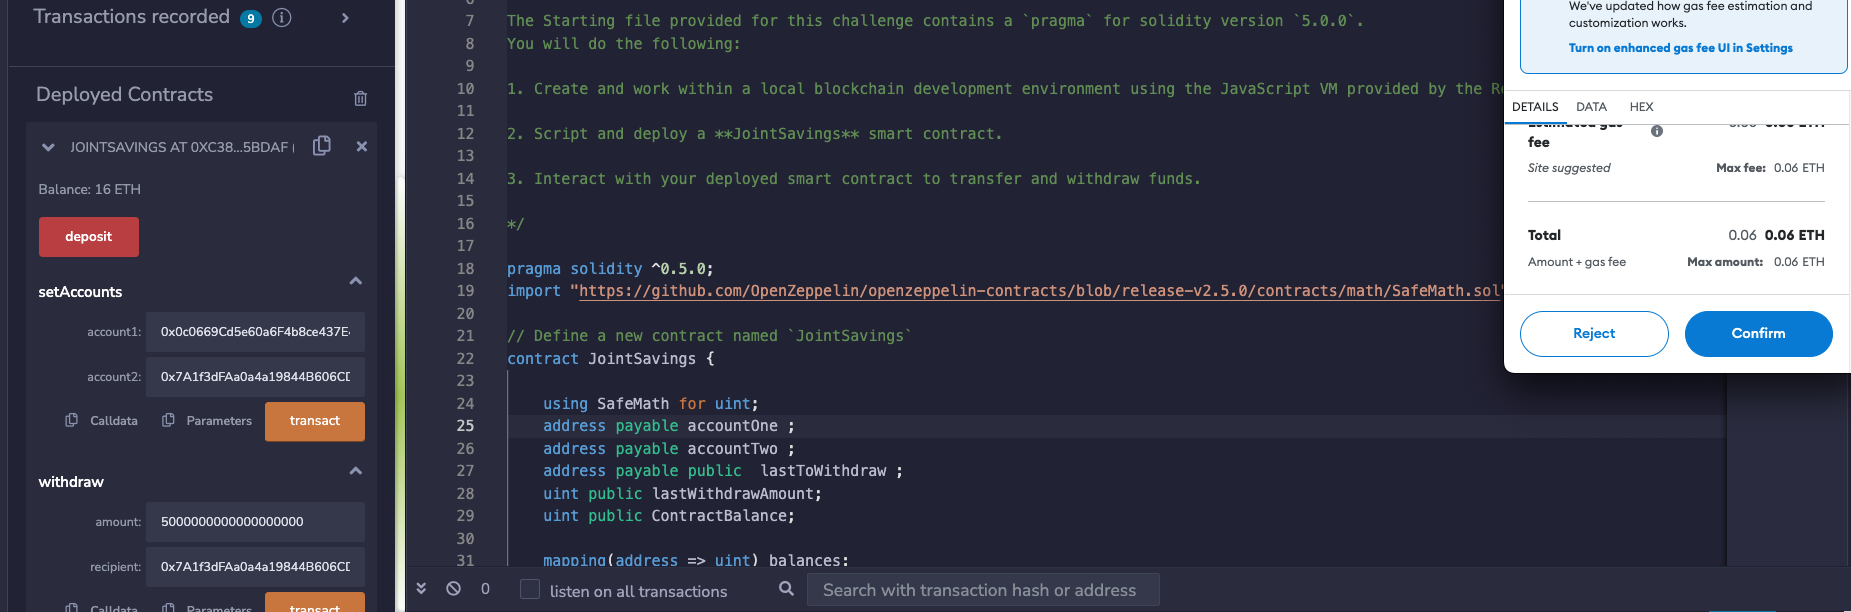 Transactions recorded 9 i
Deployed Contracts
JOINTSAVINGS AT 0XC38...5BDAF (
Balance: 16 ETH
deposit
setAccounts
account1: 0x0c0669Cd5e60a6F4b8ce437E
account2: 0x7A1f3dFAa0a4a19844B606CD
Calldata Parameters transact
withdraw
amount: 5000000000000000000
recipient: 0x7A1f3dFAa0a4a19844B606CD
Calldata Parameters transact
6
7 The Starting file provided for this challenge contains a `pragma` for solidity version `5.0.0`.
8 You will do the following:
9
10 1. Create and work within a local blockchain development environment using the JavaScript VM provided by the Re
11
12 2. Script and deploy a **JointSavings** smart contract.
13
14 3. Interact with your deployed smart contract to transfer and withdraw funds.
15
16 */
17
18 pragma solidity ^0.5.0;
19 import "https://github.com/OpenZeppelin/openzeppelin-contracts/blob/release-v2.5.0/contracts/math/SafeMath.sol"
20
21 // Define a new contract named `JointSavings`
22 contract JointSavings {
23
24 using SafeMath for uint;
25 address payable accountOne ;
26 address payable accountTwo ;
27 address payable public lastToWithdraw ;
28 uint public lastWithdrawAmount;
29 uint public ContractBalance;
30
31 mapping(address => uint) balances;
0 listen on all transactions Search with transaction hash or address
We've updated how gas fee estimation and
customization works.
Turn on enhanced gas fee UI in Settings
DETAILS DATA HEX
Estimated gas 0.06 0.06 ETH
fee
Site suggested Max fee: 0.06 ETH
Total 0.06 0.06 ETH
Amount + gas fee Max amount: 0.06 ETH
Reject Confirm